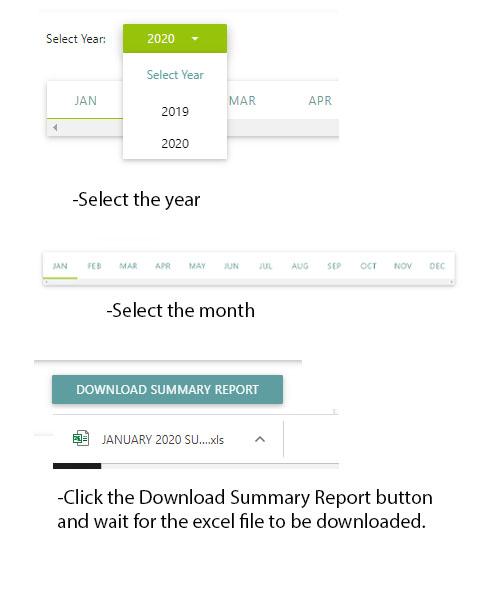 Select Year: 2020
Select Year
JAN MAR APR
2019
2020
-Select the year
JAN FEB MAR APR MAY JUN JUL AUG SEP OCT NOV DEC
-Select the month
DOWNLOAD SUMMARY REPORT
JANUARY 2020 SU....xls
-Click the Download Summary Report button
and wait for the excel file to be downloaded.